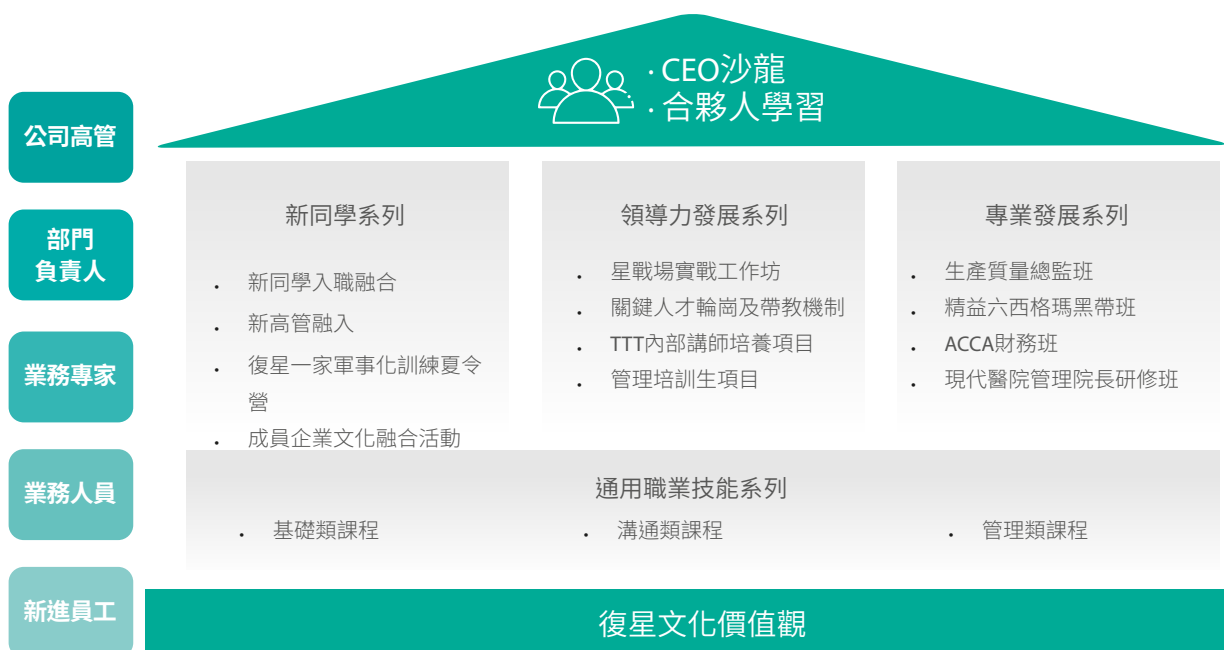 · CEO沙龍
· 合夥人學習
公司高管
部門
負責人
業務專家
業務人員
新進員工
新同學系列
. 新同學入職融合
. 新高管融入
. 復星一家軍事化訓練夏令
營
. 成員企業文化融合活動
領導力發展系列
. 星戰場實戰工作坊
. 關鍵人才輪崗及帶教機制
. TTT內部講師培養項目
. 管理培訓生項目
專業發展系列
. 生產質量總監班
. 精益六西格瑪黑帶班
. ACCA財務班
. 現代醫院管理院長研修班
通用職業技能系列
. 基礎類課程
. 溝通類課程
. 管理類課程
復星文化價值觀